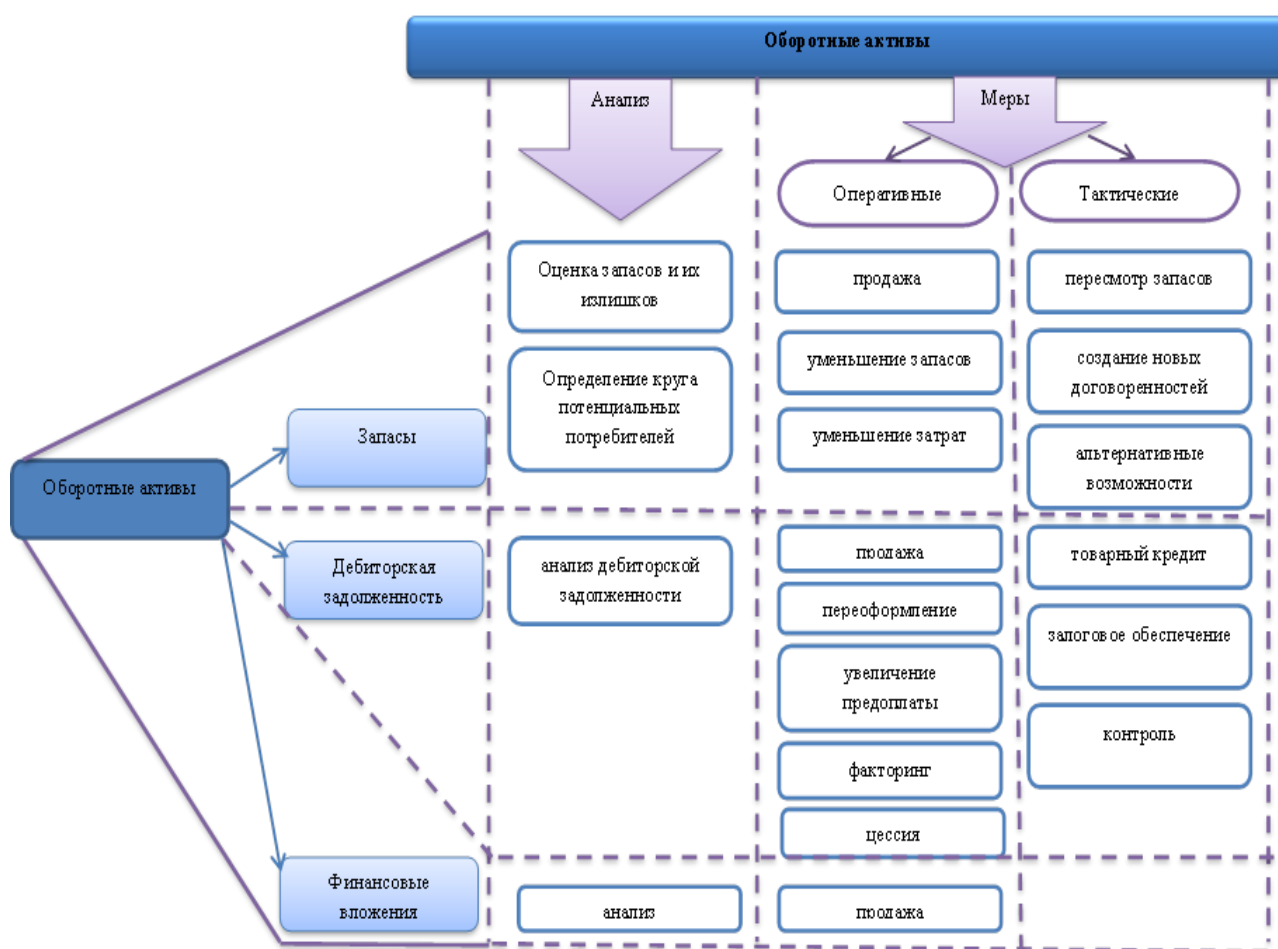 Оборотные активы
Анализ
Меры
Оперативные
Тактические
Оценка запасов и их
излишков
продажа
пересмотр запасов
Определение круга
потенциальных
потребителей
уменьшение запасов
создание новых
договоренностей
Запасы
уменьшение затрат
альтернативные
возможности
Оборотные активы
Дебиторская
задолженность
анализ дебиторской
задолженности
продажа
товарный кредит
переоформление
залоговое обеспечение
увеличение
предоплаты
контроль
факторинг
цессия
Финансовые
вложения
анализ
продажа